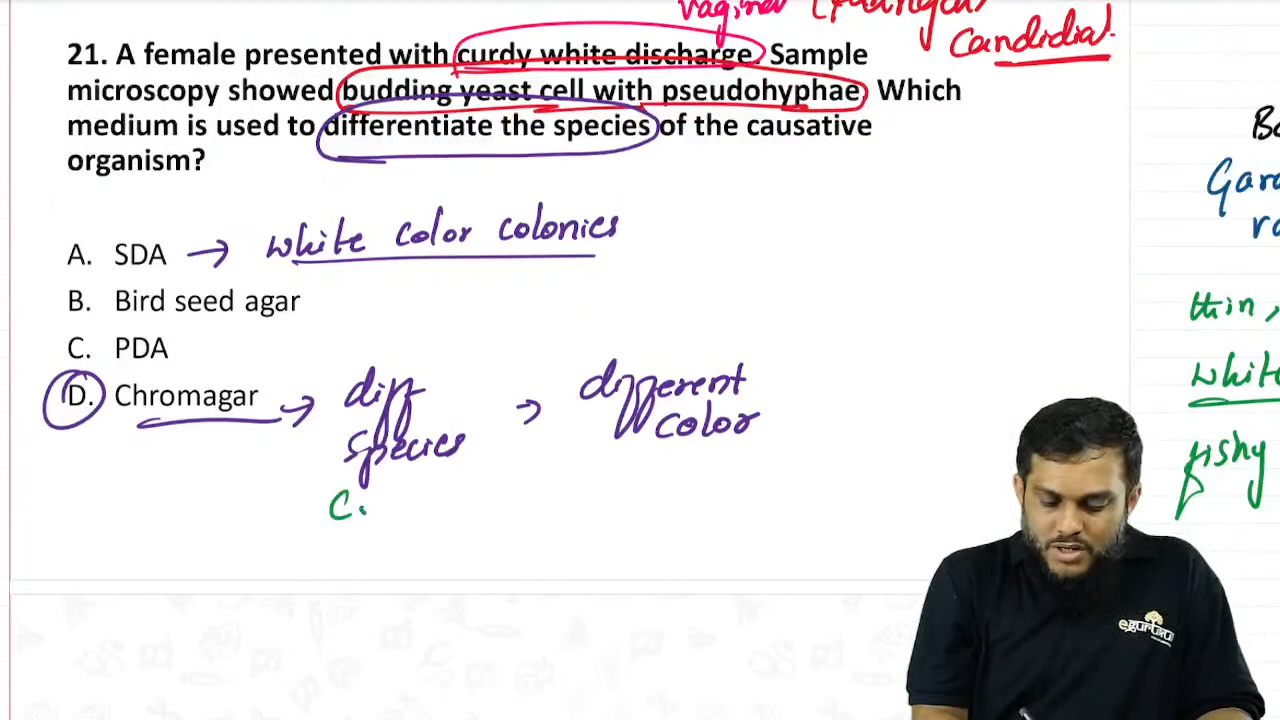 vaginal
Candidial.
21. A female presented with curdy white discharge. Sample
microscopy showed budding yeast cell with pseudohyphae. Which
medium is used to differentiate the species of the causative
organism?
A. SDA → white color colonies
B. Bird seed agar
C. PDA
D. Chromagar → diff species → different color
C.
thin,
white
fishy
egurukul